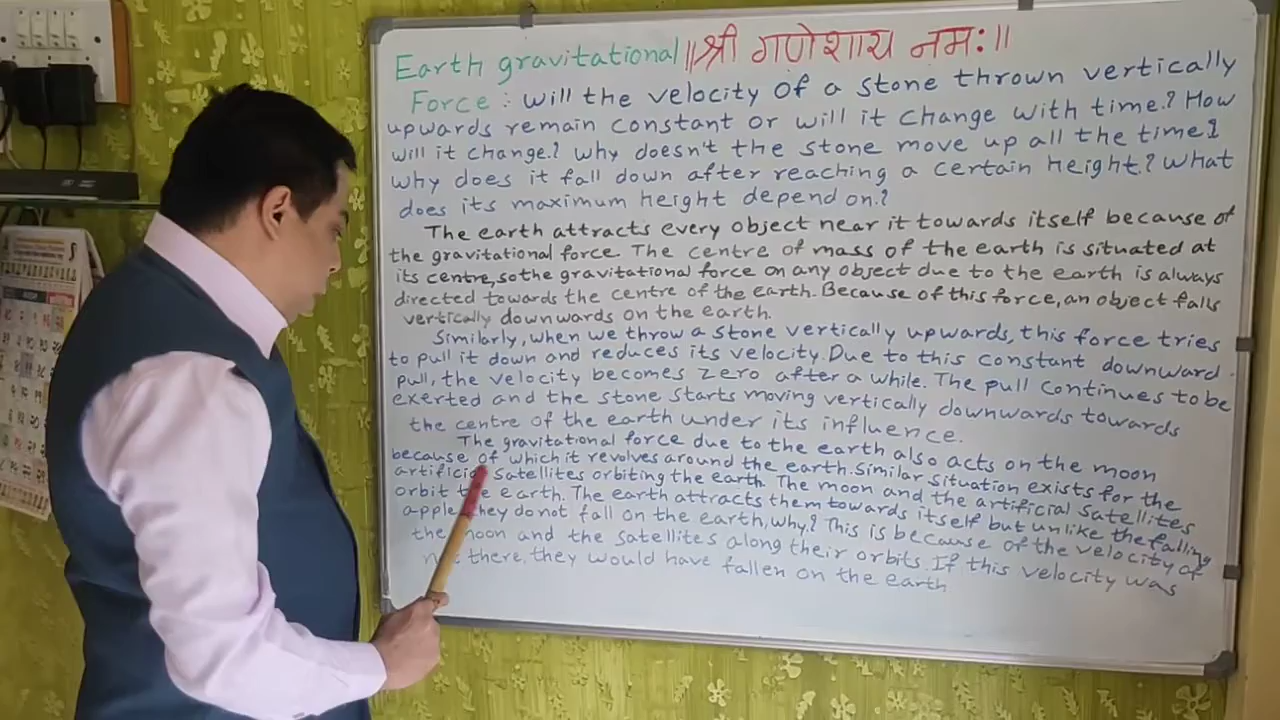 Earth gravitational ||श्री गणेशाय नमः||
Force: Will the velocity of a stone thrown vertically
upwards remain constant or will it change with time? How
will it change? Why doesn't the stone move up all the time?
Why does it fall down after reaching a certain height? What
does its maximum height depend on?
The earth attracts every object near it towards itself because of
the gravitational force. The centre of mass of the earth is situated at
its centre, so the gravitational force on any object due to the earth is always
directed towards the centre of the earth. Because of this force, an object falls
vertically downwards on the earth.
Similarly, when we throw a stone vertically upwards, this force tries
to pull it down and reduces its velocity. Due to this constant downward
pull, the velocity becomes zero after a while. The pull continues to be
exerted and the stone starts moving vertically downwards towards
the centre of the earth under its influence.
The gravitational force due to the earth also acts on the moon
because of which it revolves around the earth. Similar situation exists for the
artificial satellites orbiting the earth. The moon and the artificial satellites
orbit the earth. The earth attracts them towards itself but unlike the falling
apple, they do not fall on the earth, why? This is because of the velocity of
the moon and the satellites along their orbits. If this velocity was
not there, they would have fallen on the earth